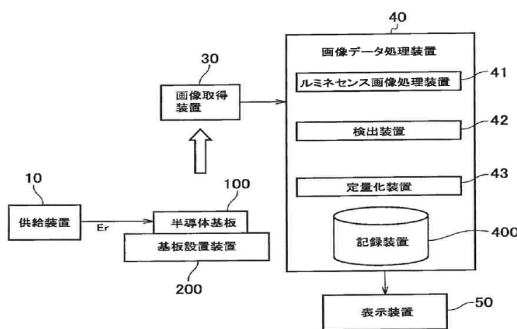 40
画像データ処理装置
30
ルミネセンス画像処理装置
41
画像取得
装置
検出装置
42
定量化装置
43
10
100
供給装置
Er
半導体基板
基板設置装置
200
記録装置
400
表示装置
50